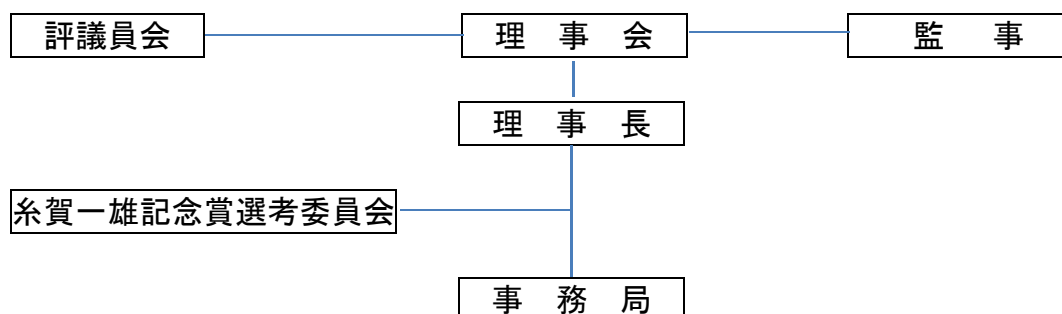 評議員会
理　事　会
監　　事
理　事　長
糸賀一雄記念賞選考委員会
事　務　局